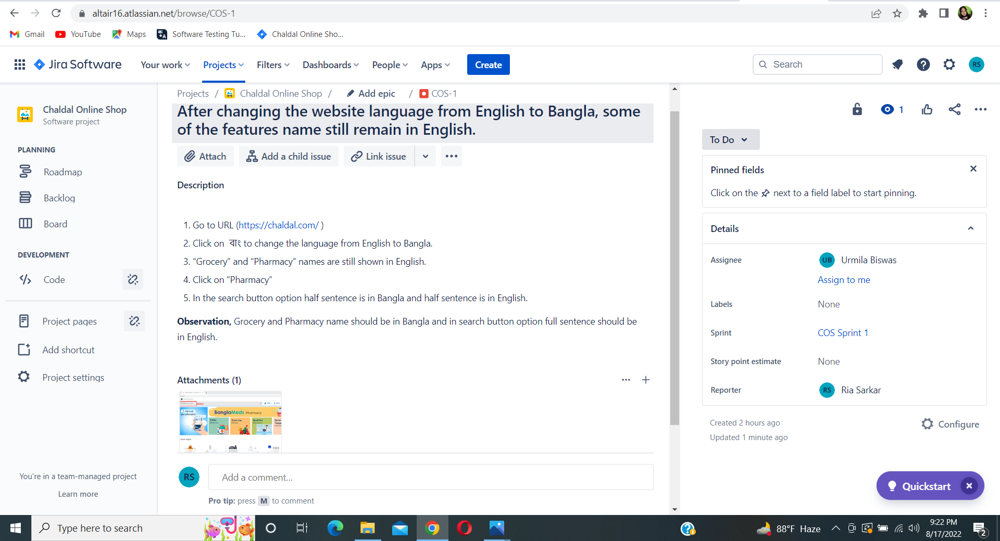 altair16.atlassian.net/browse/COS-1
Gmail YouTube Maps Software Testing Tu... Chaldal Online Sho...
Jira Software Your work Projects Filters Dashboards People Apps Create Search RS
Projects / Chaldal Online Shop / Add epic / COS-1
Chaldal Online Shop
Software project
After changing the website language from English to Bangla, some
of the features name still remain in English.
1
To Do
PLANNING
Roadmap
Backlog
Board
DEVELOPMENT
Code
Project pages
Add shortcut
Project settings
You're in a team-managed project
Learn more
Attach Add a child issue Link issue
Description
1. Go to URL (https://chaldal.com/ )
2. Click on বাং to change the language from English to Bangla.
3. “Grocery” and “Pharmacy” names are still shown in English.
4. Click on “Pharmacy”
5. In the search button option half sentence is in Bangla and half sentence is in English.
Observation, Grocery and Pharmacy name should be in Bangla and in search button option full sentence should be
in English.
Attachments (1)
Upload
BanglaMeds Pharmacy
Same day
Qualified
RS Add a comment...
Pro tip: press M to comment
Pinned fields
Click on the next to a field label to start pinning.
Details
Assignee UB Urmila Biswas
Assign to me
Labels None
Sprint COS Sprint 1
Story point estimate None
Reporter RS Ria Sarkar
Created 2 hours ago
Updated 1 minute ago
Configure
Quickstart
Type here to search
88°F Haze
9:22 PM
8/17/2022
2